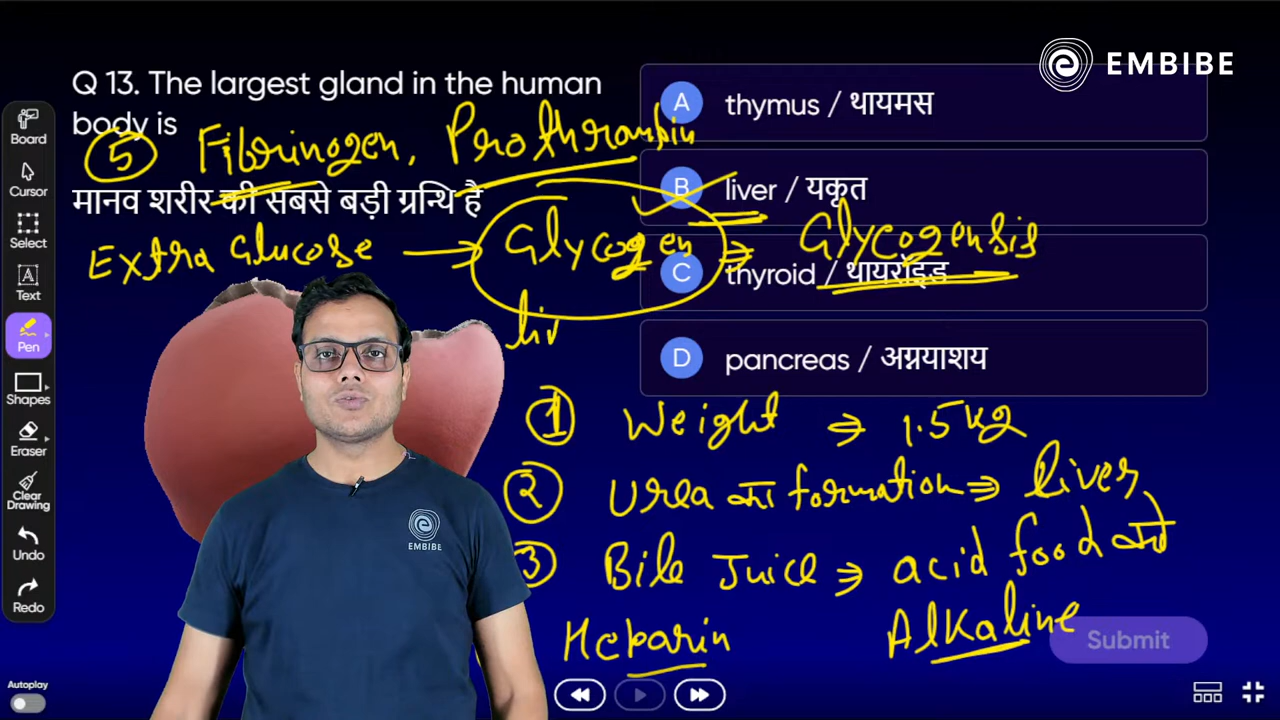 EMBIBE
Q 13. The largest gland in the human
body is
⑤ Fibrinogen, Prothrombin
मानव शरीर की सबसे बड़ी ग्रन्थि है
Extra Glucose → Glycogen ⇒ Glycogensis
liv
A thymus / थायमस
B liver / यकृत
C thyroid / थायरॉइड
D pancreas / अग्नयाशय
① Weight ⇒ 1.5 kg
② Urea का formation ⇒ liver
③ Bile Juice ⇒ acid food को
Alkaline
Heparin
Submit
Board
Cursor
Select
Text
Pen
Shapes
Eraser
Clear
Drawing
Undo
Redo
Autoplay
EMBIBE